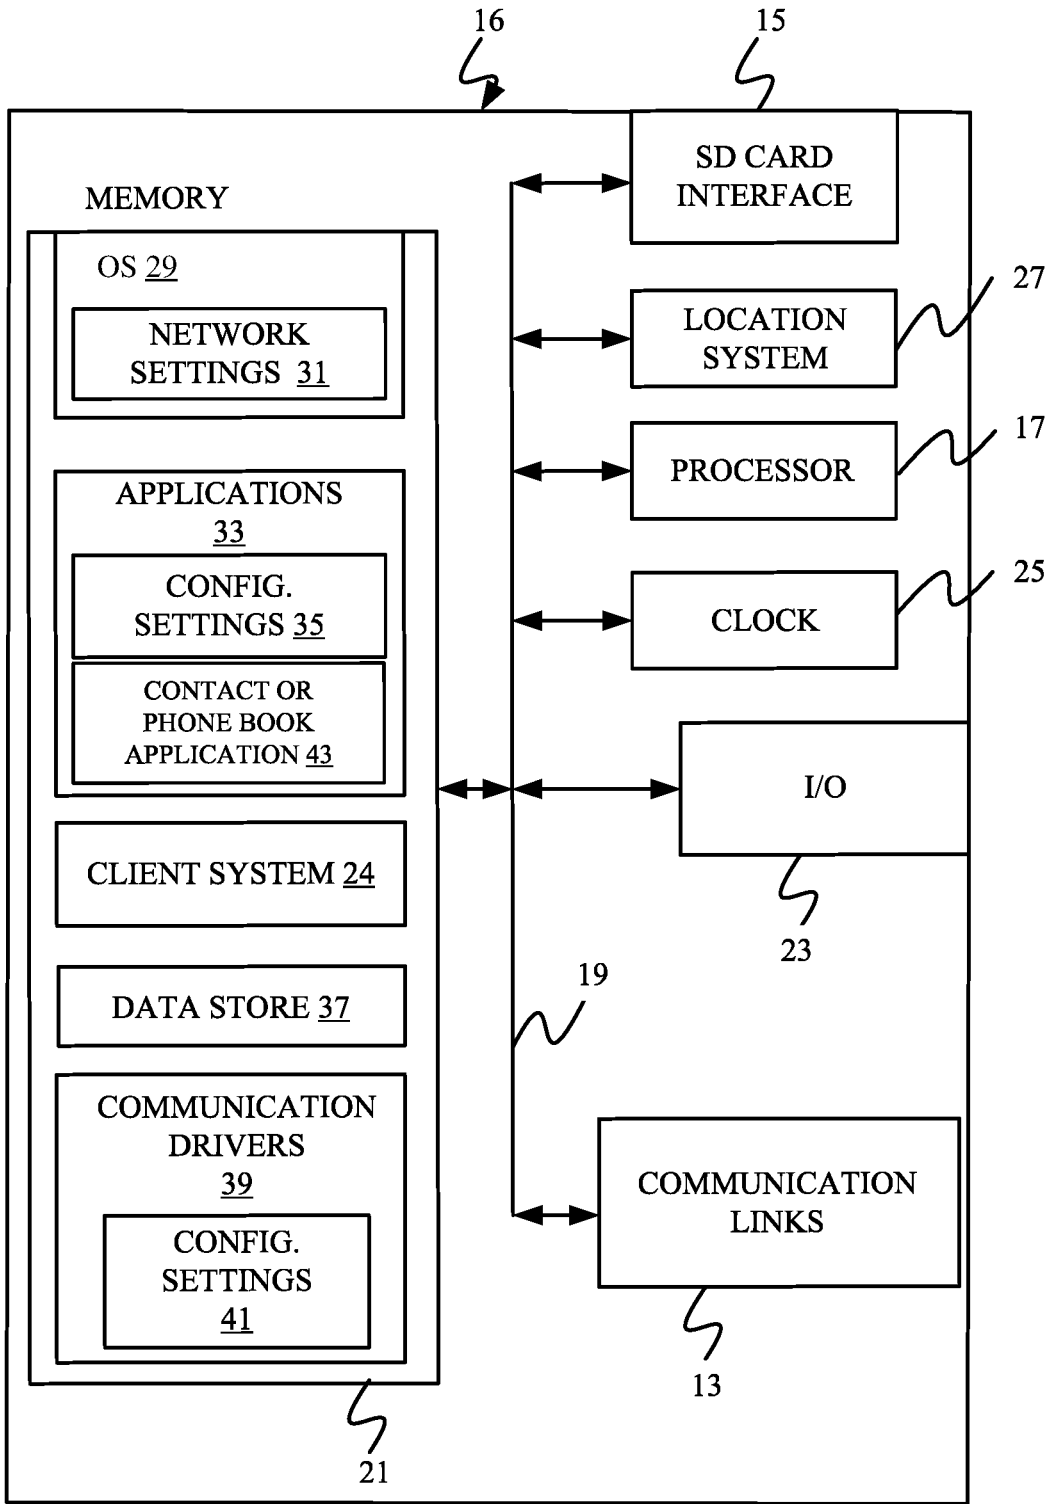 16
15
MEMORY
OS 29
NETWORK
SETTINGS 31
APPLICATIONS
33
CONFIG.
SETTINGS 35
CONTACT OR
PHONE BOOK
APPLICATION 43
CLIENT SYSTEM 24
DATA STORE 37
COMMUNICATION
DRIVERS
39
CONFIG.
SETTINGS
41
21
19
SD CARD
INTERFACE
LOCATION
SYSTEM
27
PROCESSOR
17
CLOCK
25
I/O
23
COMMUNICATION
LINKS
13